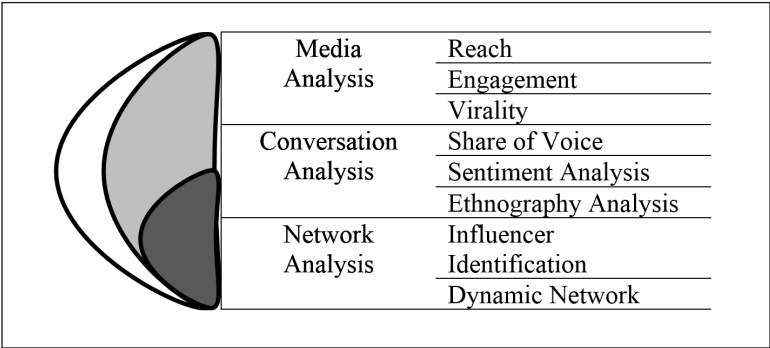 Media
Analysis
Reach
Engagement
Virality
Conversation
Analysis
Share of Voice
Sentiment Analysis
Ethnography Analysis
Network
Analysis
Influencer
Identification
Dynamic Network